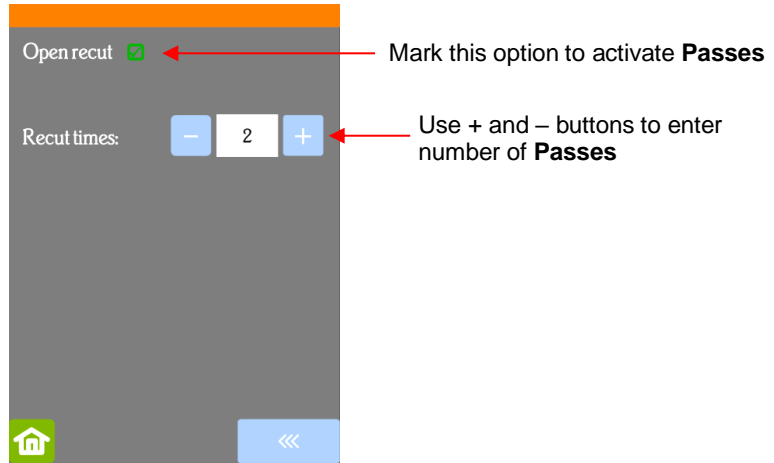 Open recut
Mark this option to activate Passes
Recut times:
− 2 +
Use + and – buttons to enter
number of Passes